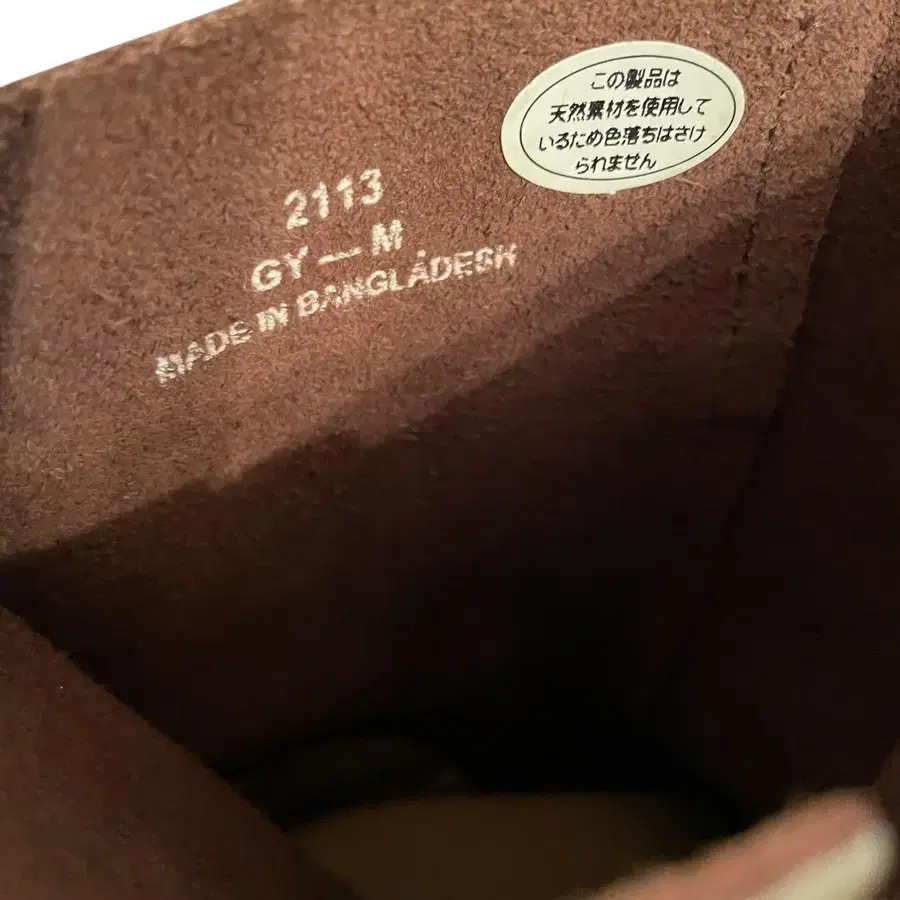 この製品は
天然素材を使用して
いるため色落ちはさけ
られません
2113
GY — M
MADE IN BANGLADESH